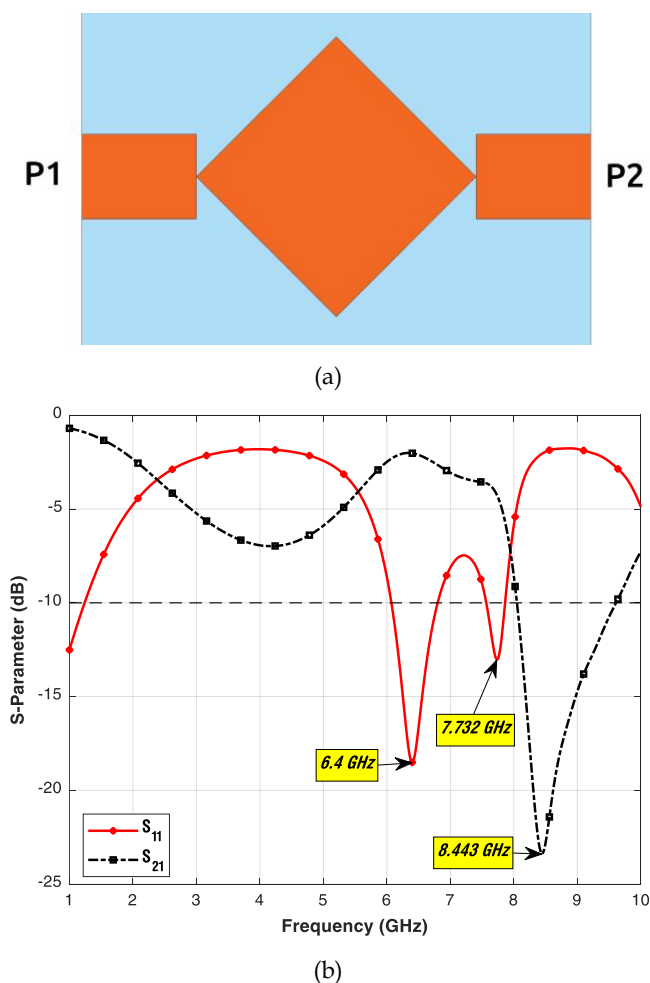 P1
P2
(a)
0
-5
-10
-15
-20
-25
S-Parameter (dB)
7.732 GHz
6.4 GHz
8.443 GHz
S11
S21
1 2 3 4 5 6 7 8 9 10
Frequency (GHz)
(b)